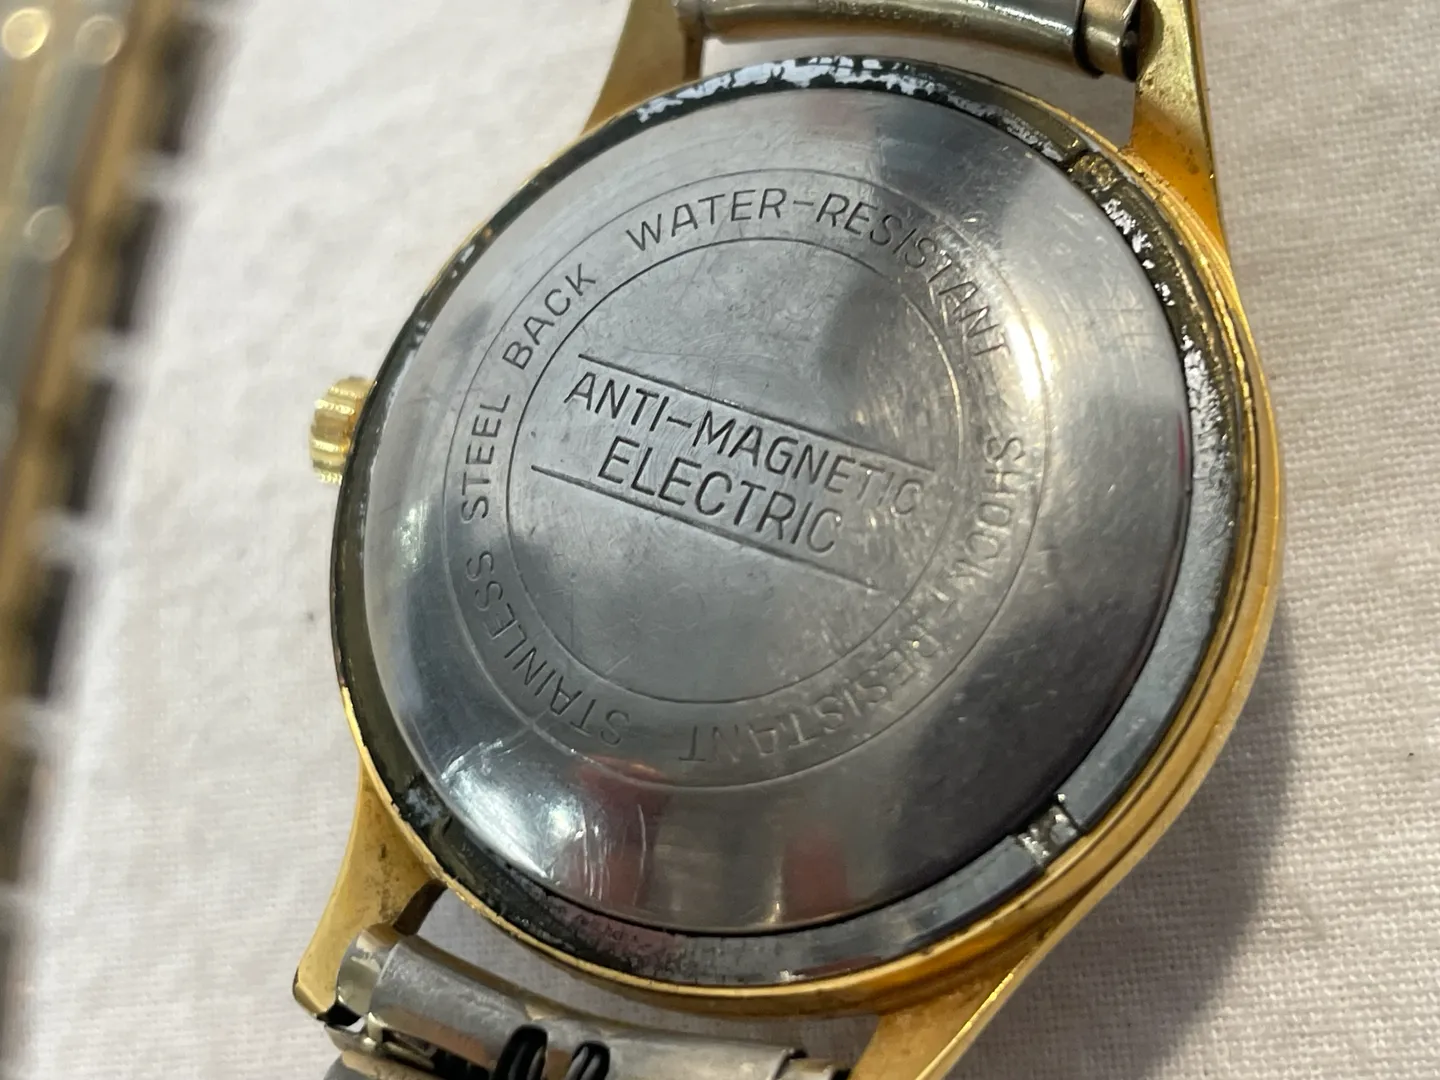 STAINLESS STEEL BACK WATER-RESISTANT SHOCK-RESISTANT
ANTI-MAGNETIC
ELECTRIC